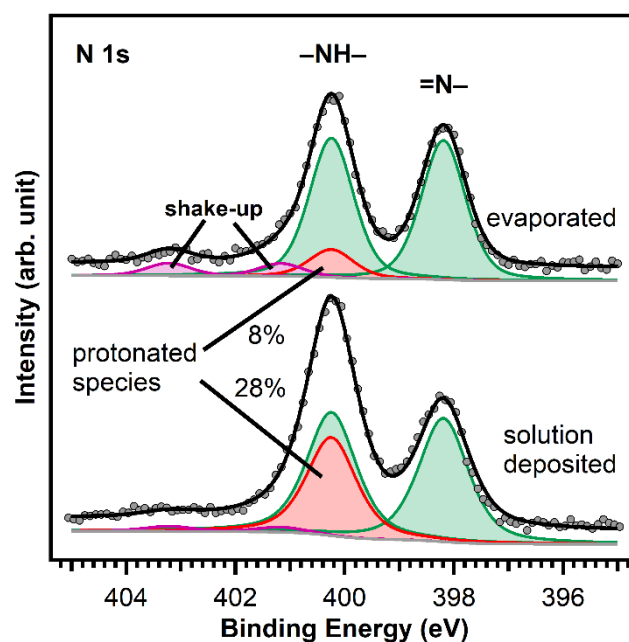 N 1s
–NH–
=N–
shake-up
evaporated
8%
protonated
species
28%
solution
deposited
Intensity (arb. unit)
404 402 400 398 396
Binding Energy (eV)